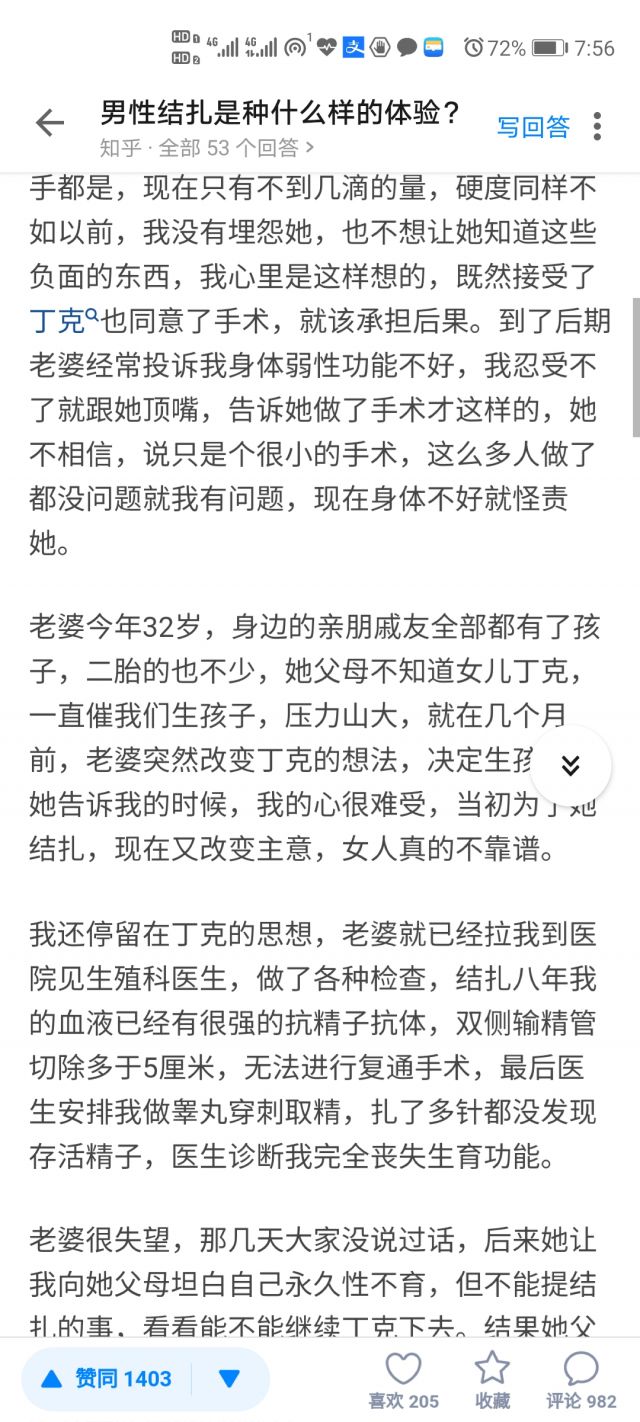 HD 1 4G 4G 1 72% 7:56
HD 2
男性结扎是种什么样的体验？
知乎 · 全部 53 个回答 >
写回答
手都是，现在只有不到几滴的量，硬度同样不
如以前，我没有埋怨她，也不想让她知道这些
负面的东西，我心里是这样想的，既然接受了
丁克也同意了手术，就该承担后果。到了后期
老婆经常投诉我身体弱性功能不好，我忍受不
了就跟她顶嘴，告诉她做了手术才这样的，她
不相信，说只是个很小的手术，这么多人做了
都没问题就我有问题，现在身体不好就怪责
她。
老婆今年32岁，身边的亲朋戚友全部都有了孩
子，二胎的也不少，她父母不知道女儿丁克，
一直催我们生孩子，压力山大，就在几个月
前，老婆突然改变丁克的想法，决定生孩
她告诉我的时候，我的心很难受，当初为了她
结扎，现在又改变主意，女人真的不靠谱。
我还停留在丁克的思想，老婆就已经拉我到医
院见生殖科医生，做了各种检查，结扎八年我
的血液已经有很强的抗精子抗体，双侧输精管
切除多于5厘米，无法进行复通手术，最后医
生安排我做睾丸穿刺取精，扎了多针都没发现
存活精子，医生诊断我完全丧失生育功能。
老婆很失望，那几天大家没说过话，后来她让
我向她父母坦白自己永久性不育，但不能提结
扎的事，看看能不能继续丁克下去。结果她父
赞同 1403
喜欢 205
收藏
评论 982